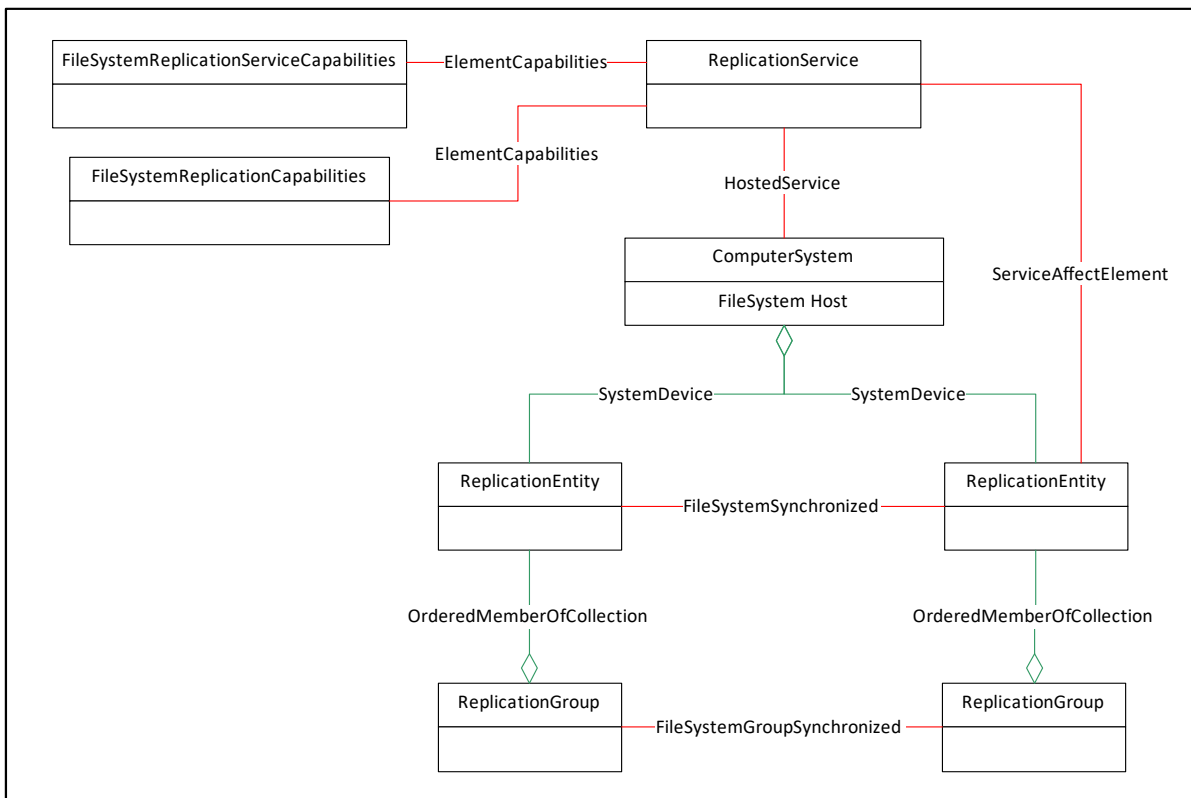 FileSystemReplicationServiceCapabilities
ElementCapabilities
ReplicationService
ElementCapabilities
FileSystemReplicationCapabilities
HostedService
ComputerSystem
FileSystem Host
ServiceAffectElement
SystemDevice
SystemDevice
ReplicationEntity
ReplicationEntity
FileSystemSynchronized
OrderedMemberOfCollection
OrderedMemberOfCollection
ReplicationGroup
ReplicationGroup
FileSystemGroupSynchronized